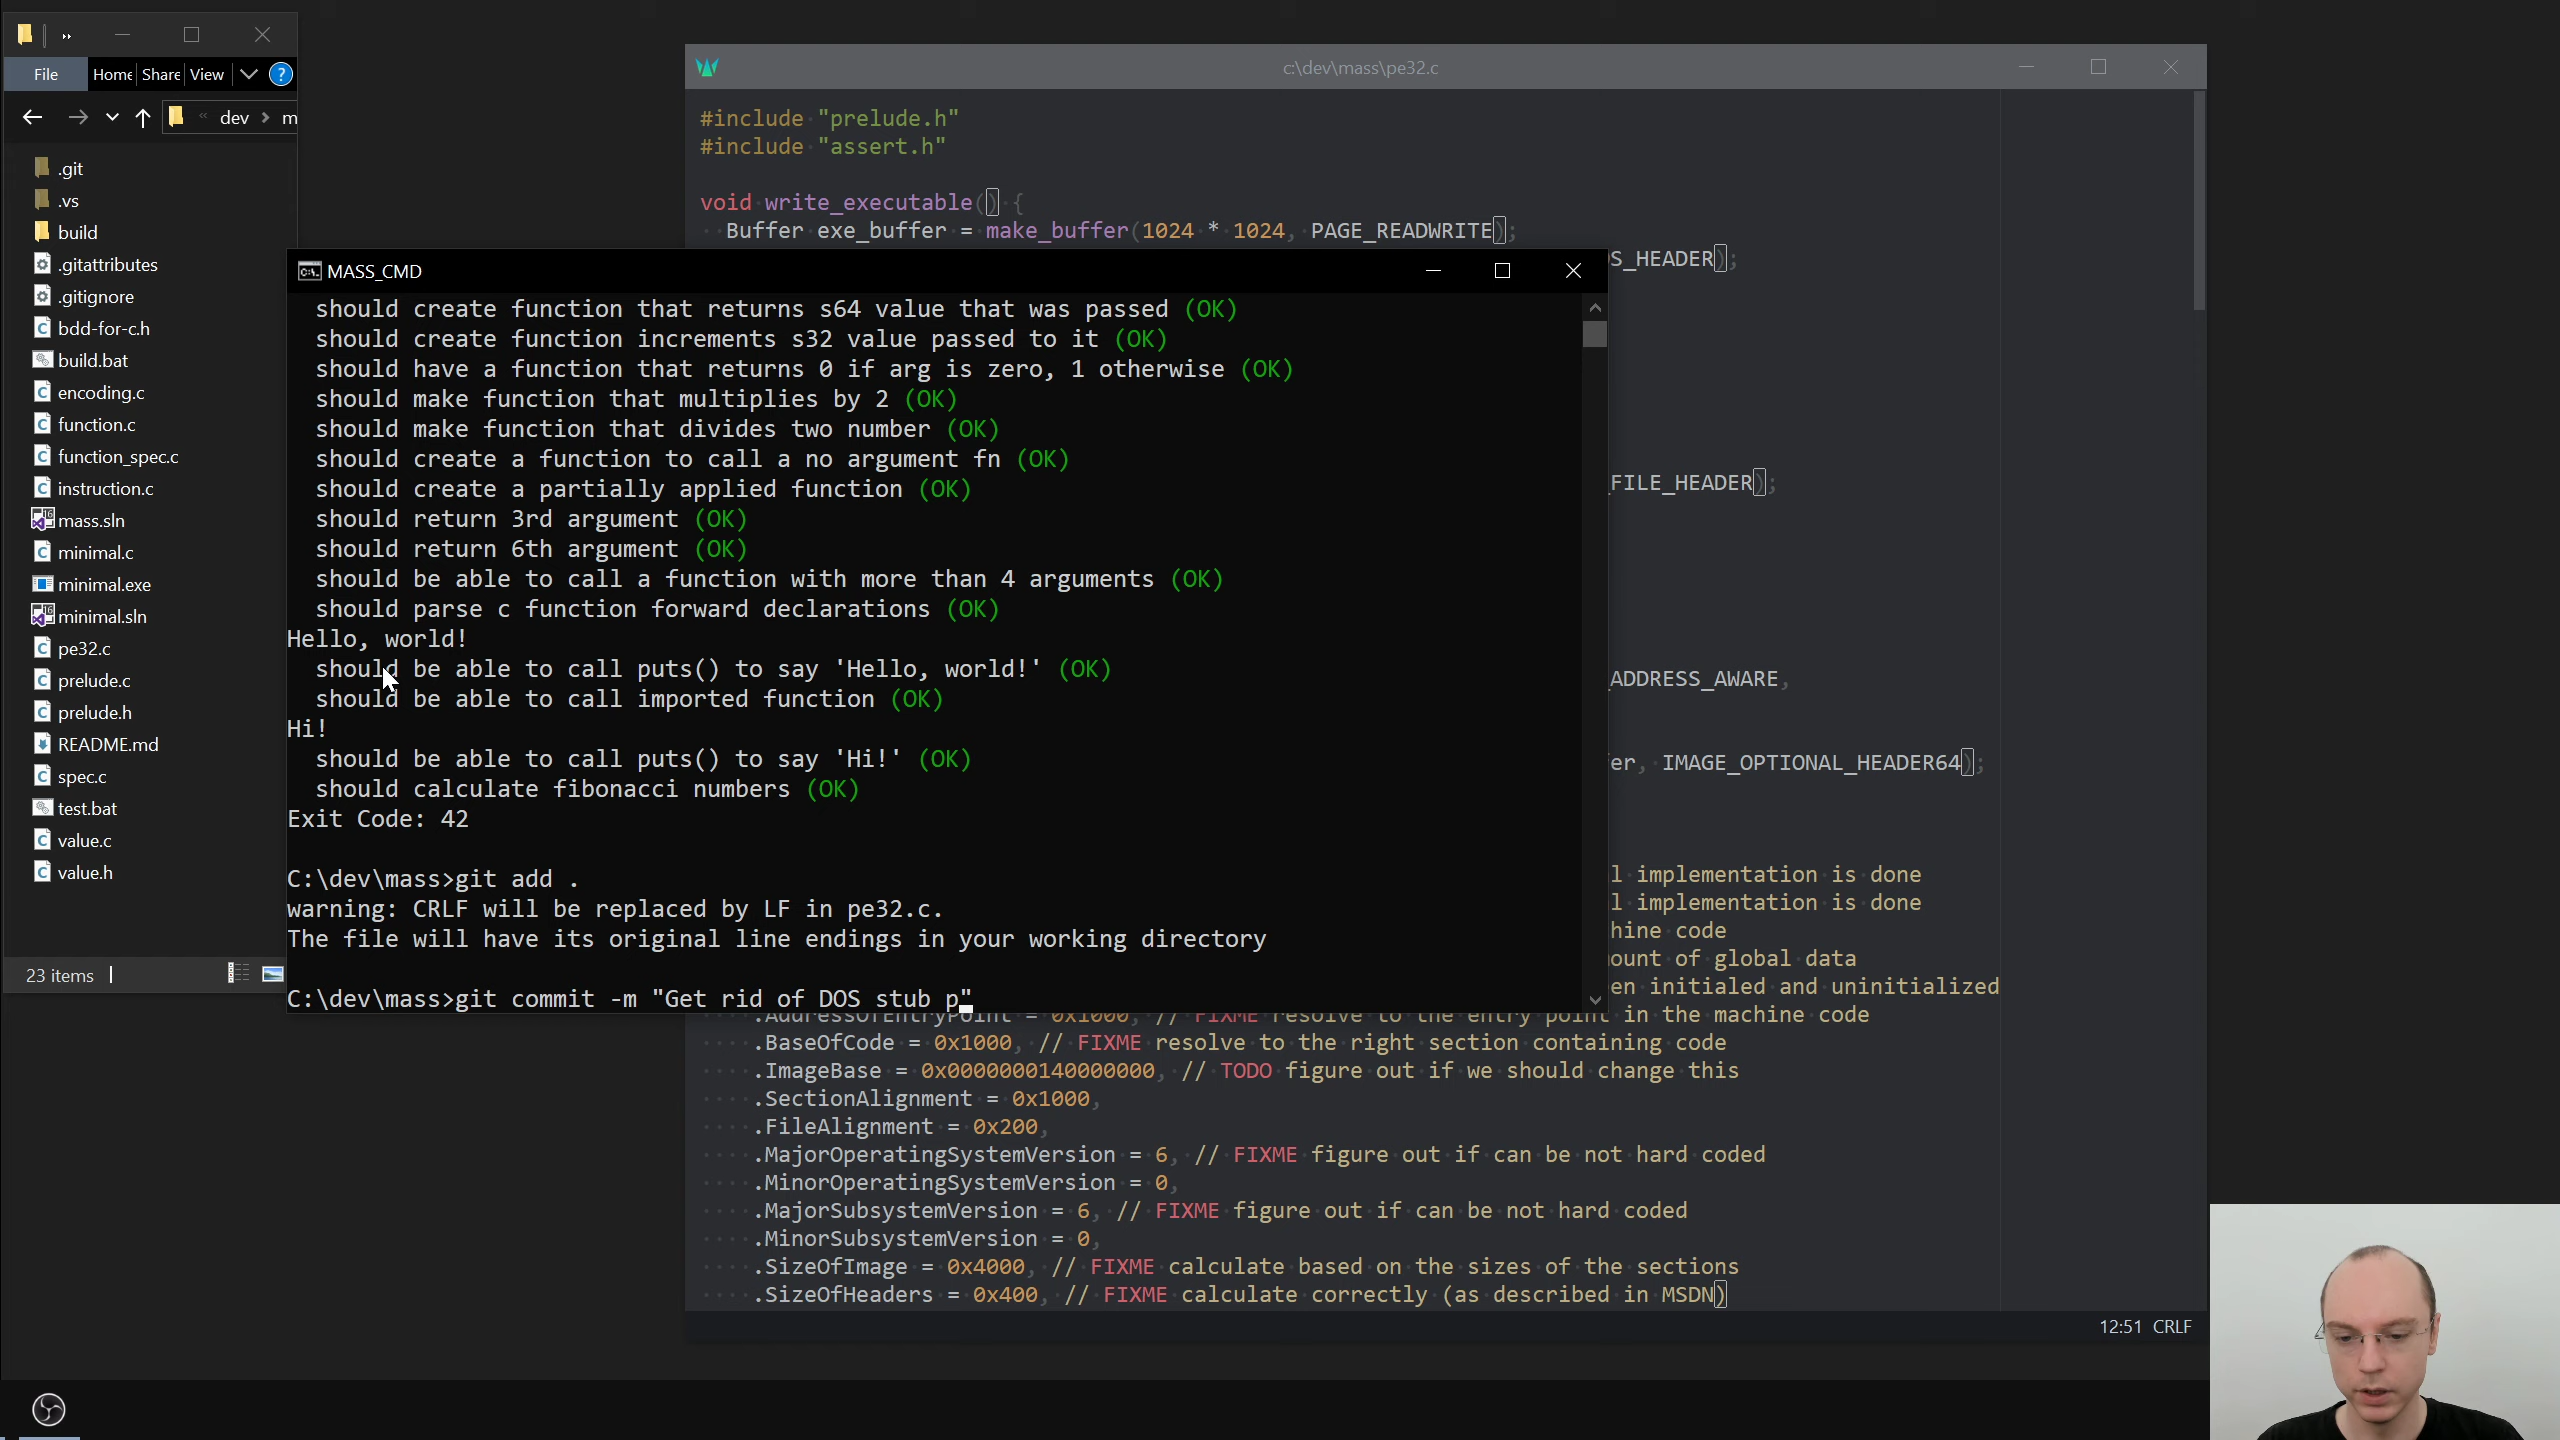 File
Home
Share
View
dev
.git
.vs
build
.gitattributes
.gitignore
bdd-for-c.h
build.bat
encoding.c
function.c
function_spec.c
instruction.c
mass.sln
minimal.c
minimal.exe
minimal.sln
pe32.c
prelude.c
prelude.h
README.md
spec.c
test.bat
value.c
value.h
23 items
c:\dev\mass\pe32.c
#include "prelude.h"
#include "assert.h"
void write_executable() {
Buffer exe_buffer = make_buffer(1024 * 1024, PAGE_READWRITE);
S_HEADER);
_FILE_HEADER);
_ADDRESS_AWARE,
er, IMAGE_OPTIONAL_HEADER64);
l implementation is done
l implementation is done
hine code
ount of global data
en initialed and uninitialized
.AddressOfEntryPoint = 0x1000, // FIXME resolve to the entry point in the machine code
.BaseOfCode = 0x1000, // FIXME resolve to the right section containing code
.ImageBase = 0x0000000140000000, // TODO figure out if we should change this
.SectionAlignment = 0x1000,
.FileAlignment = 0x200,
.MajorOperatingSystemVersion = 6, // FIXME figure out if can be not hard coded
.MinorOperatingSystemVersion = 0,
.MajorSubsystemVersion = 6, // FIXME figure out if can be not hard coded
.MinorSubsystemVersion = 0,
.SizeOfImage = 0x4000, // FIXME calculate based on the sizes of the sections
.SizeOfHeaders = 0x400, // FIXME calculate correctly (as described in MSDN)
12:51 CRLF
MASS_CMD
should create function that returns s64 value that was passed (OK)
should create function increments s32 value passed to it (OK)
should have a function that returns 0 if arg is zero, 1 otherwise (OK)
should make function that multiplies by 2 (OK)
should make function that divides two number (OK)
should create a function to call a no argument fn (OK)
should create a partially applied function (OK)
should return 3rd argument (OK)
should return 6th argument (OK)
should be able to call a function with more than 4 arguments (OK)
should parse c function forward declarations (OK)
Hello, world!
should be able to call puts() to say 'Hello, world!' (OK)
should be able to call imported function (OK)
Hi!
should be able to call puts() to say 'Hi!' (OK)
should calculate fibonacci numbers (OK)
Exit Code: 42
C:\dev\mass>git add .
warning: CRLF will be replaced by LF in pe32.c.
The file will have its original line endings in your working directory
C:\dev\mass>git commit -m "Get rid of DOS stub p"